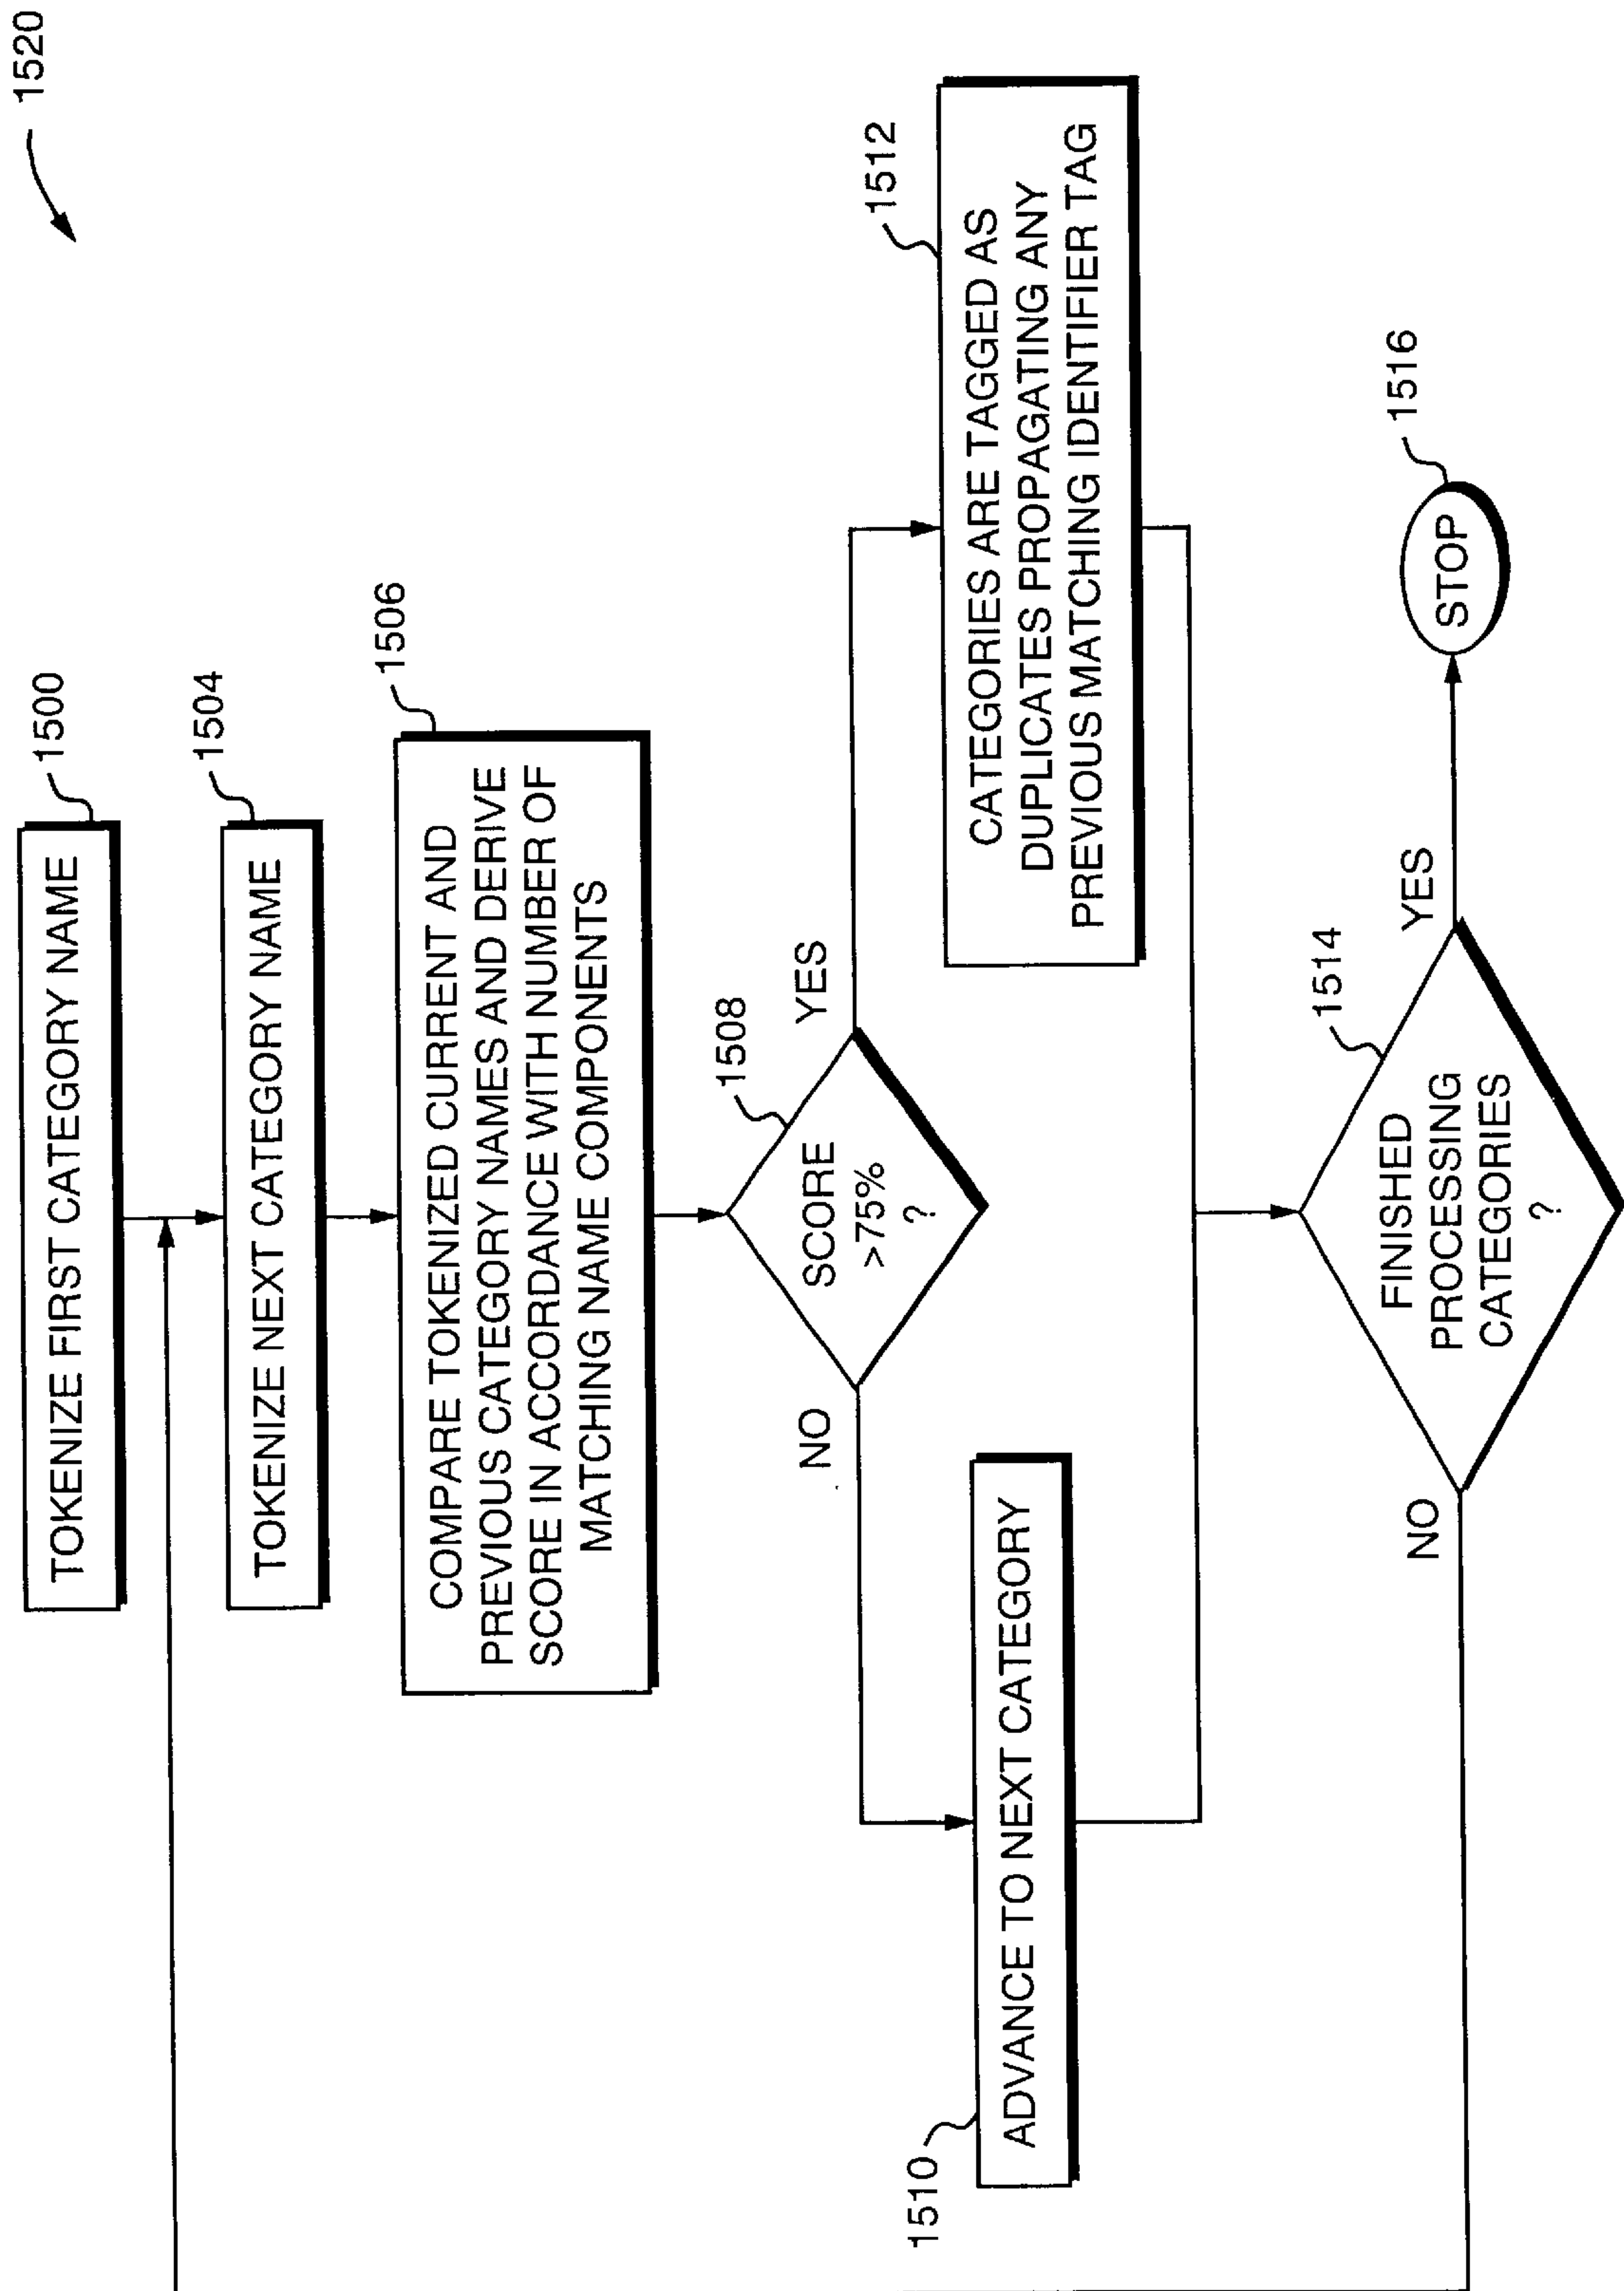 1520
1500
TOKENIZE FIRST CATEGORY NAME
1504
TOKENIZE NEXT CATEGORY NAME
1506
COMPARE TOKENIZED CURRENT AND
PREVIOUS CATEGORY NAMES AND DERIVE
SCORE IN ACCORDANCE WITH NUMBER OF
MATCHING NAME COMPONENTS
1508
SCORE
>75%
?
NO
YES
1510
ADVANCE TO NEXT CATEGORY
1512
CATEGORIES ARE TAGGED AS
DUPLICATES PROPAGATING ANY
PREVIOUS MATCHING IDENTIFIER TAG
1514
FINISHED
PROCESSING
CATEGORIES
?
NO
YES
1516
STOP